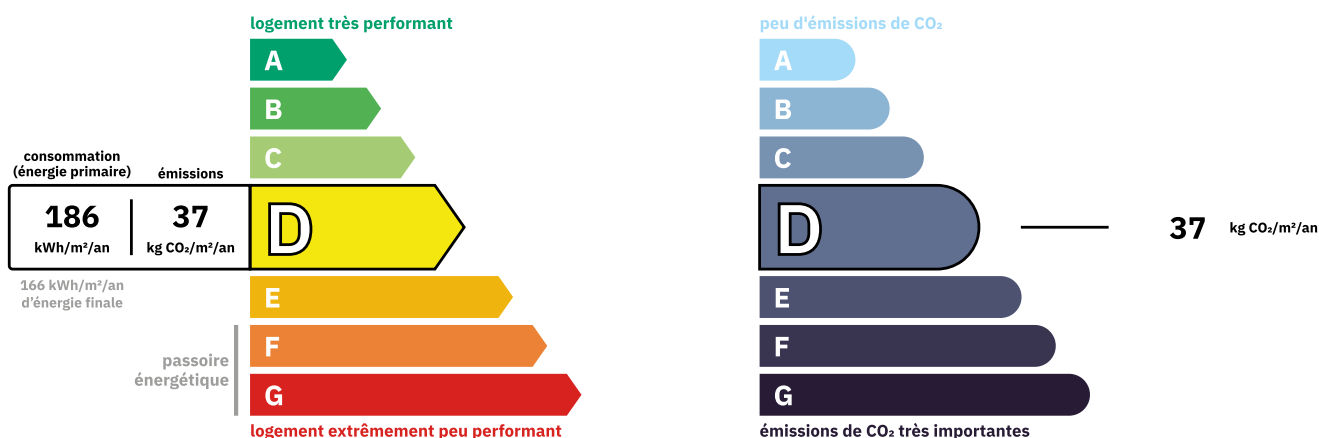 logement très performant
A
B
C
consommation
(énergie primaire)
émissions
186
kWh/m²/an
37
kg CO₂/m²/an
D
166 kWh/m²/an
d'énergie finale
E
passoire
énergétique
F
G
logement extrêmement peu performant
peu d'émissions de CO₂
A
B
C
D
37 kg CO₂/m²/an
E
F
G
émissions de CO₂ très importantes